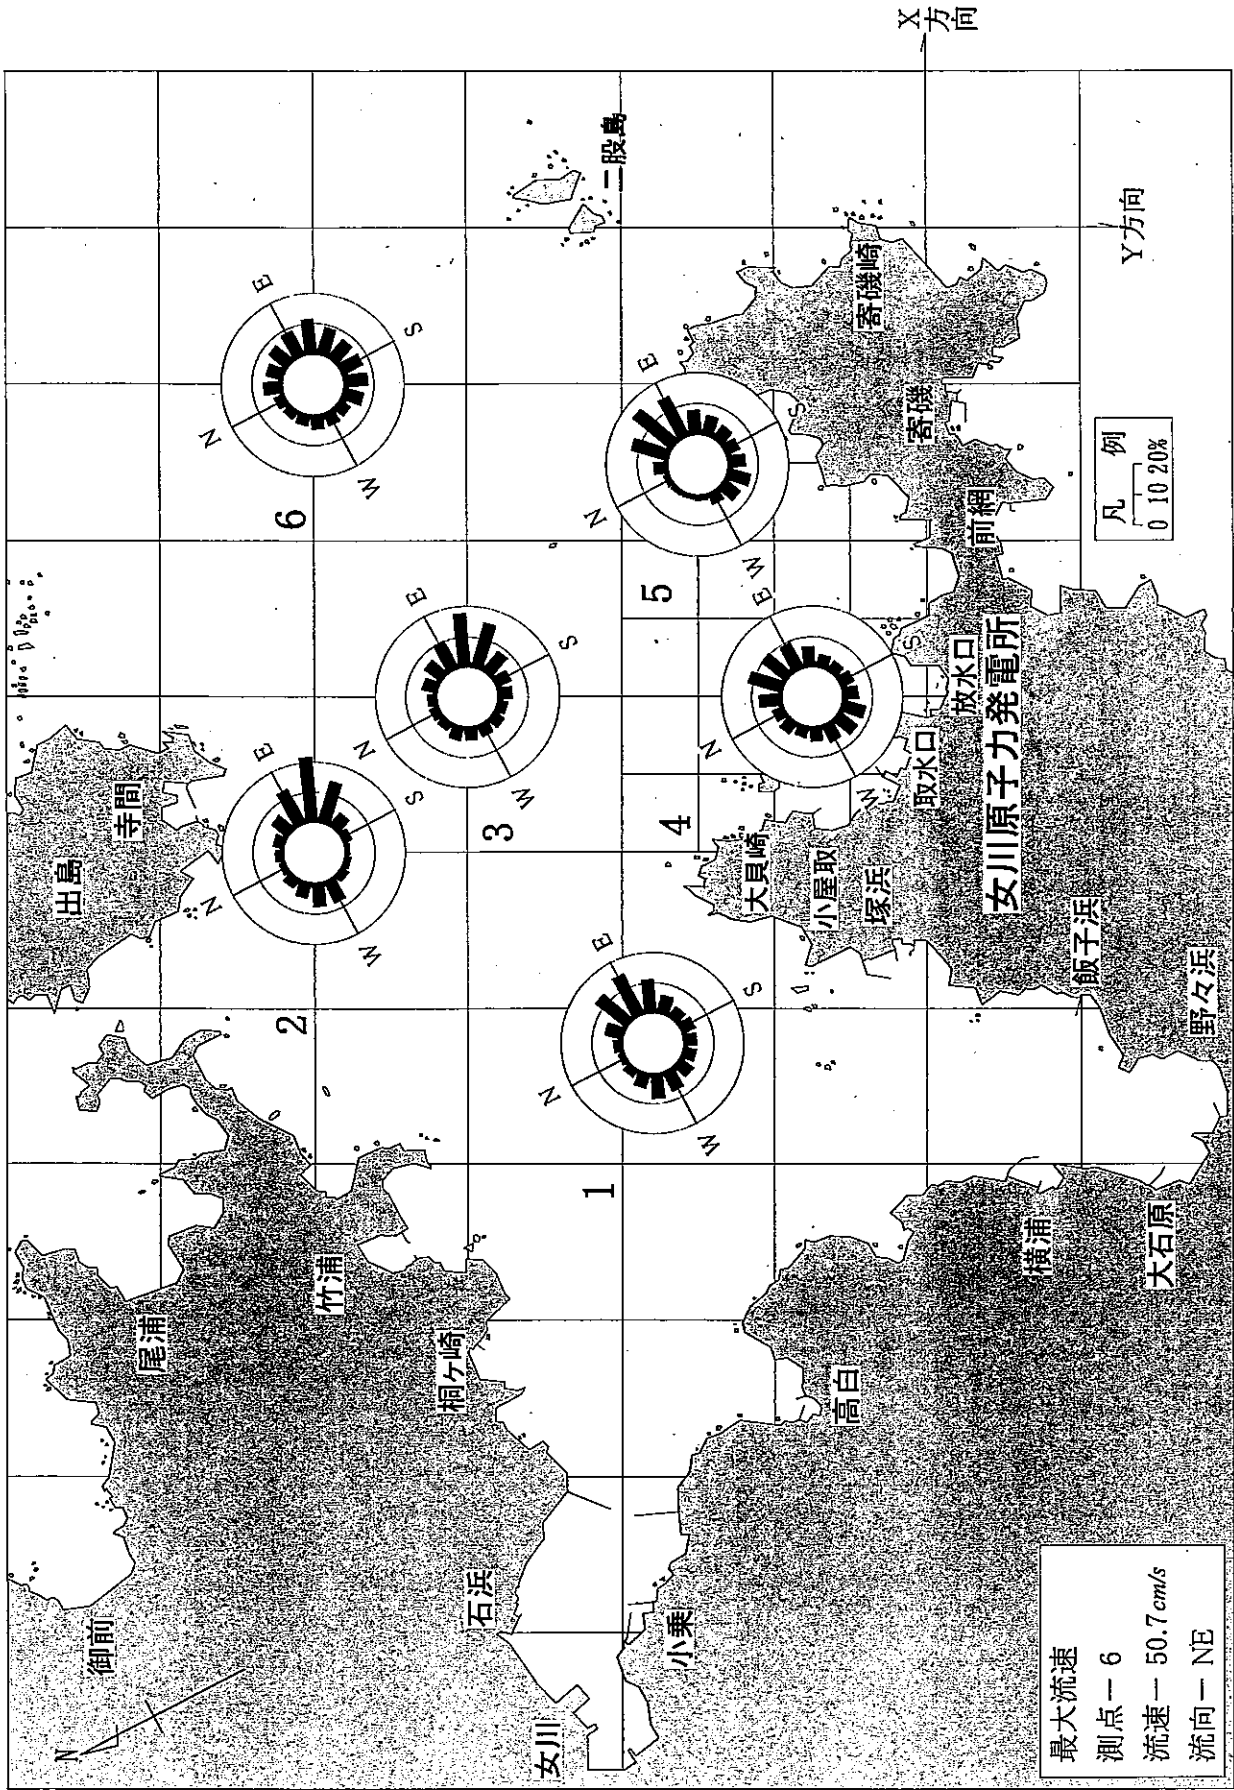 X
方向
Y方向
二股島
寄磯崎
寄磯
前網
凡 例
0 10 20%
放水口
女川原子力発電所
取水口
大貝崎
小屋取
塚浜
飯子浜
野々浜
出島
寺間
6
N
E
S
W
5
N
E
S
W
4
N
E
S
W
3
N
E
S
W
2
N
E
S
W
1
N
E
S
W
尾浦
竹浦
桐ヶ崎
横浦
大石原
高白
御前
石浜
小乗
女川
N
最大流速
測点－6
流速－50.7cm/s
流向－NE